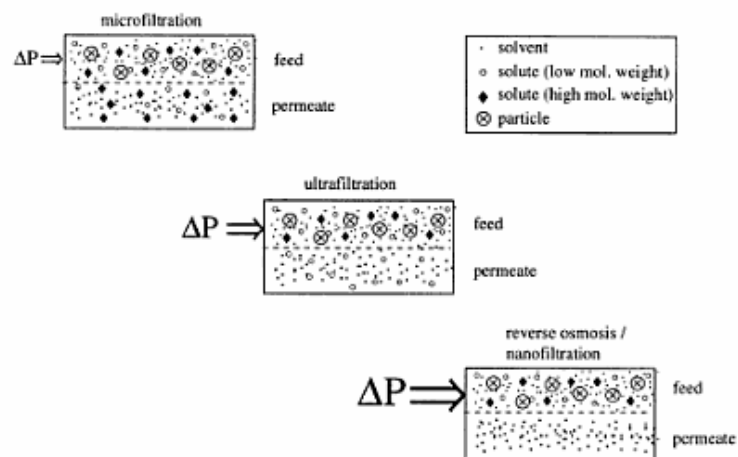 microfiltration
ΔP ⇒
feed
permeate
solvent
solute (low mol. weight)
solute (high mol. weight)
particle
ultrafiltration
ΔP ⇒
feed
permeate
reverse osmosis /
nanofiltration
ΔP ⇒
feed
permeate